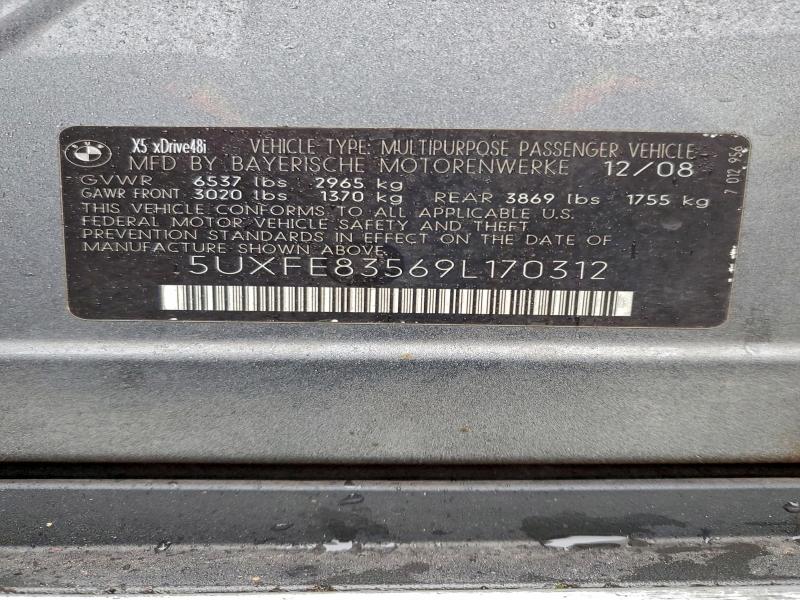 X5 xDrive48i VEHICLE TYPE: MULTIPURPOSE PASSENGER VEHICLE
MFD BY BAYERISCHE MOTORENWERKE 12/08
GVWR 6537 lbs 2965 kg
GAWR FRONT 3020 lbs 1370 kg REAR 3869 lbs 1755 kg
THIS VEHICLE CONFORMS TO ALL APPLICABLE U.S.
FEDERAL MOTOR VEHICLE SAFETY AND THEFT
PREVENTION STANDARDS IN EFFECT ON THE DATE OF
MANUFACTURE SHOWN ABOVE.
5UXFE83569L170312
7 012 956